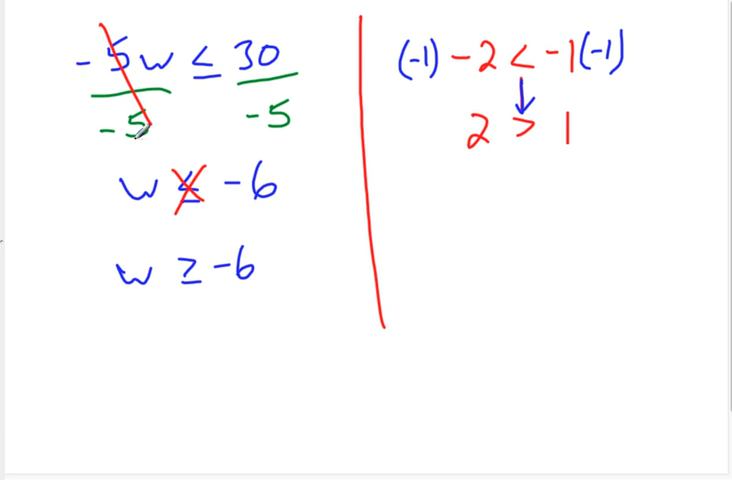 -5w ≤ 30
-5 -5
w ≤ -6
w ≥ -6
(-1) -2 < -1(-1)
2 > 1